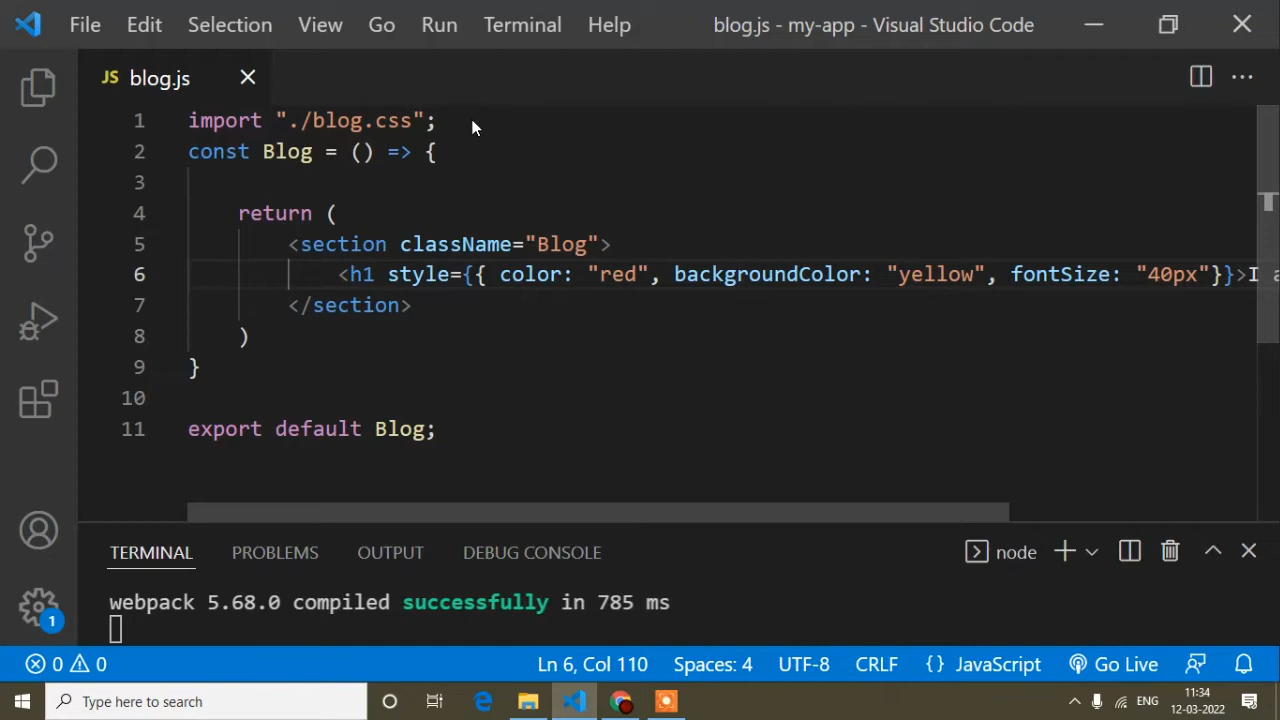 File Edit Selection View Go Run Terminal Help blog.js - my-app - Visual Studio Code
JS blog.js
1 import "./blog.css";
2 const Blog = () => {
3
4 return (
5 <section className="Blog">
6 <h1 style={{ color: "red", backgroundColor: "yellow", fontSize: "40px"}}>I
7 </section>
8 )
9 }
10
11 export default Blog;
TERMINAL PROBLEMS OUTPUT DEBUG CONSOLE node
webpack 5.68.0 compiled successfully in 785 ms
1
0 0 Ln 6, Col 110 Spaces: 4 UTF-8 CRLF {} JavaScript Go Live
Type here to search ENG 11:34
12-03-2022